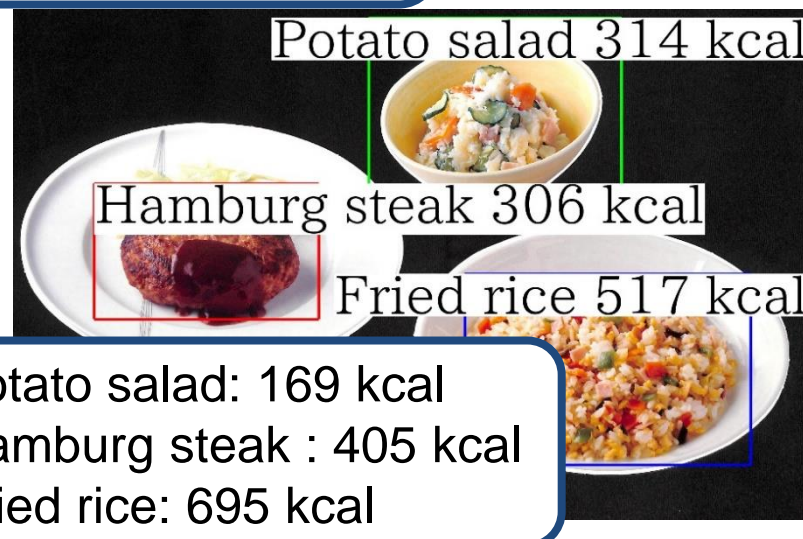 Potato salad 314 kcal
Hamburg steak 306 kcal
Fried rice 517 kcal
otato salad: 169 kcal
amburg steak : 405 kcal
ied rice: 695 kcal